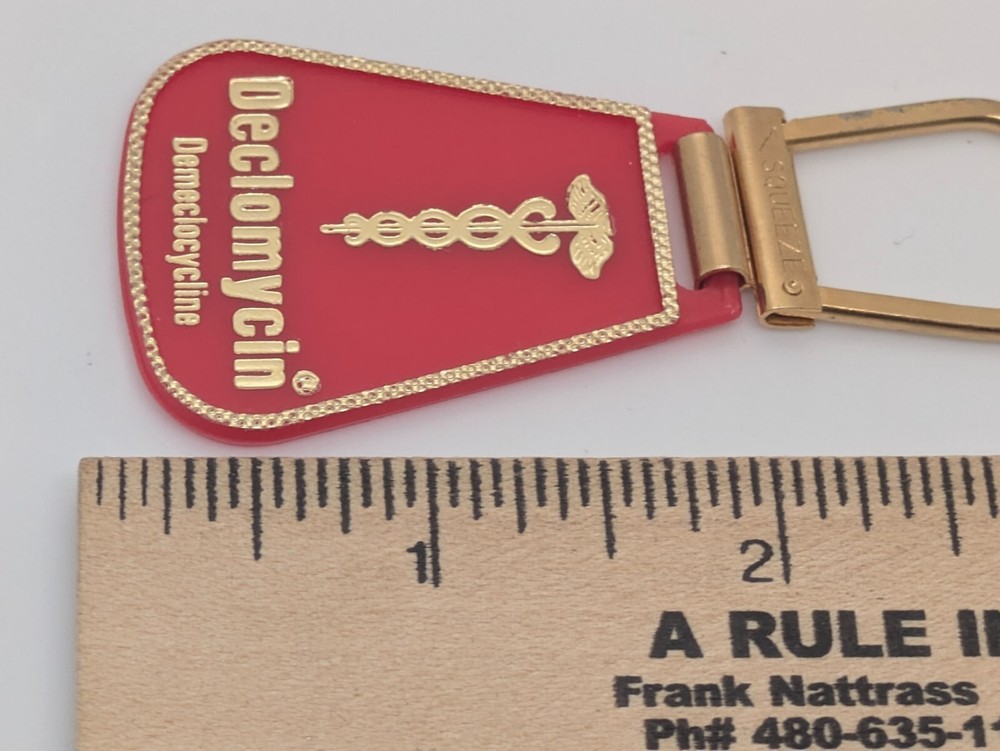 Declomycin®
Demeclocycline
SQUEEZE
1 2
A RULE I
Frank Nattrass
Ph# 480-635-1